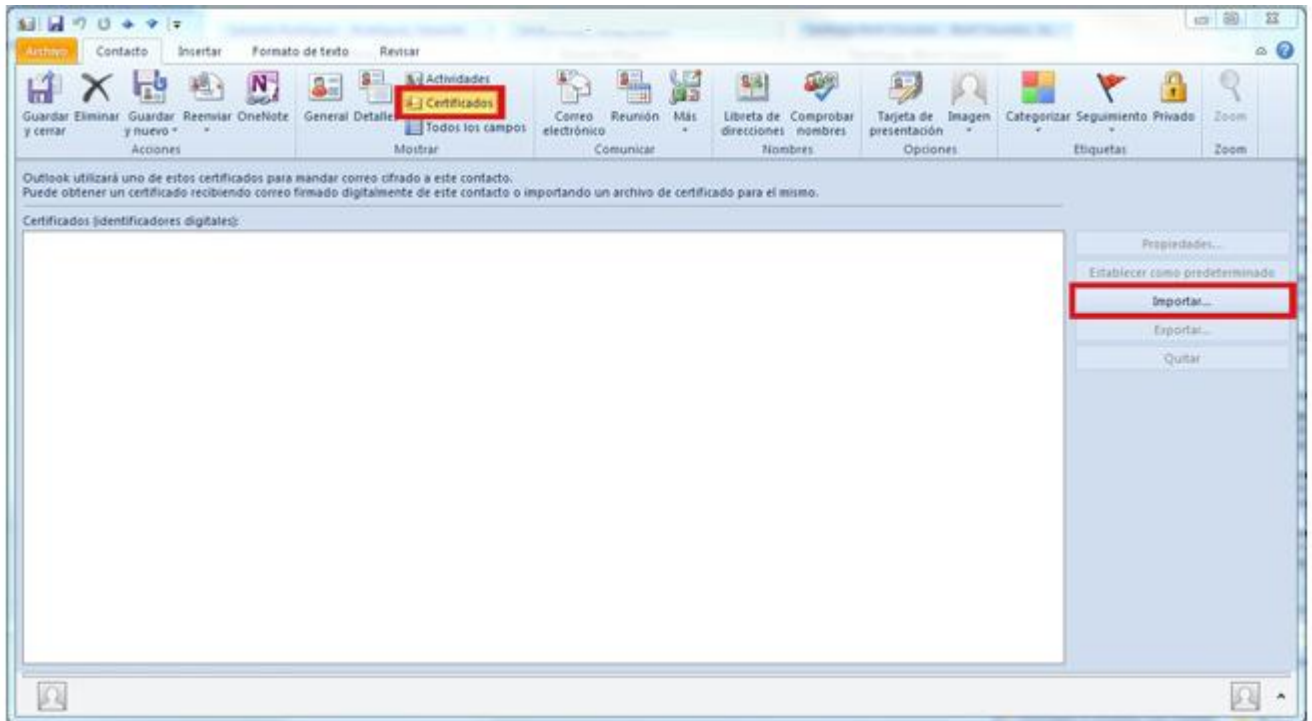 Archivo Contacto Insertar Formato de texto Revisar
Guardar y cerrar
Eliminar
Guardar y nuevo
Reenviar
OneNote
Acciones
General
Detalles
Actividades
Certificados
Todos los campos
Mostrar
Correo electrónico
Reunión
Más
Comunicar
Libreta de direcciones
Comprobar nombres
Nombres
Tarjeta de presentación
Imagen
Opciones
Categorizar
Seguimiento
Privado
Etiquetas
Zoom
Zoom
Outlook utilizará uno de estos certificados para mandar correo cifrado a este contacto.
Puede obtener un certificado recibiendo correo firmado digitalmente de este contacto o importando un archivo de certificado para el mismo.
Certificados (identificadores digitales):
Propiedades...
Establecer como predeterminado
Importar...
Exportar...
Quitar